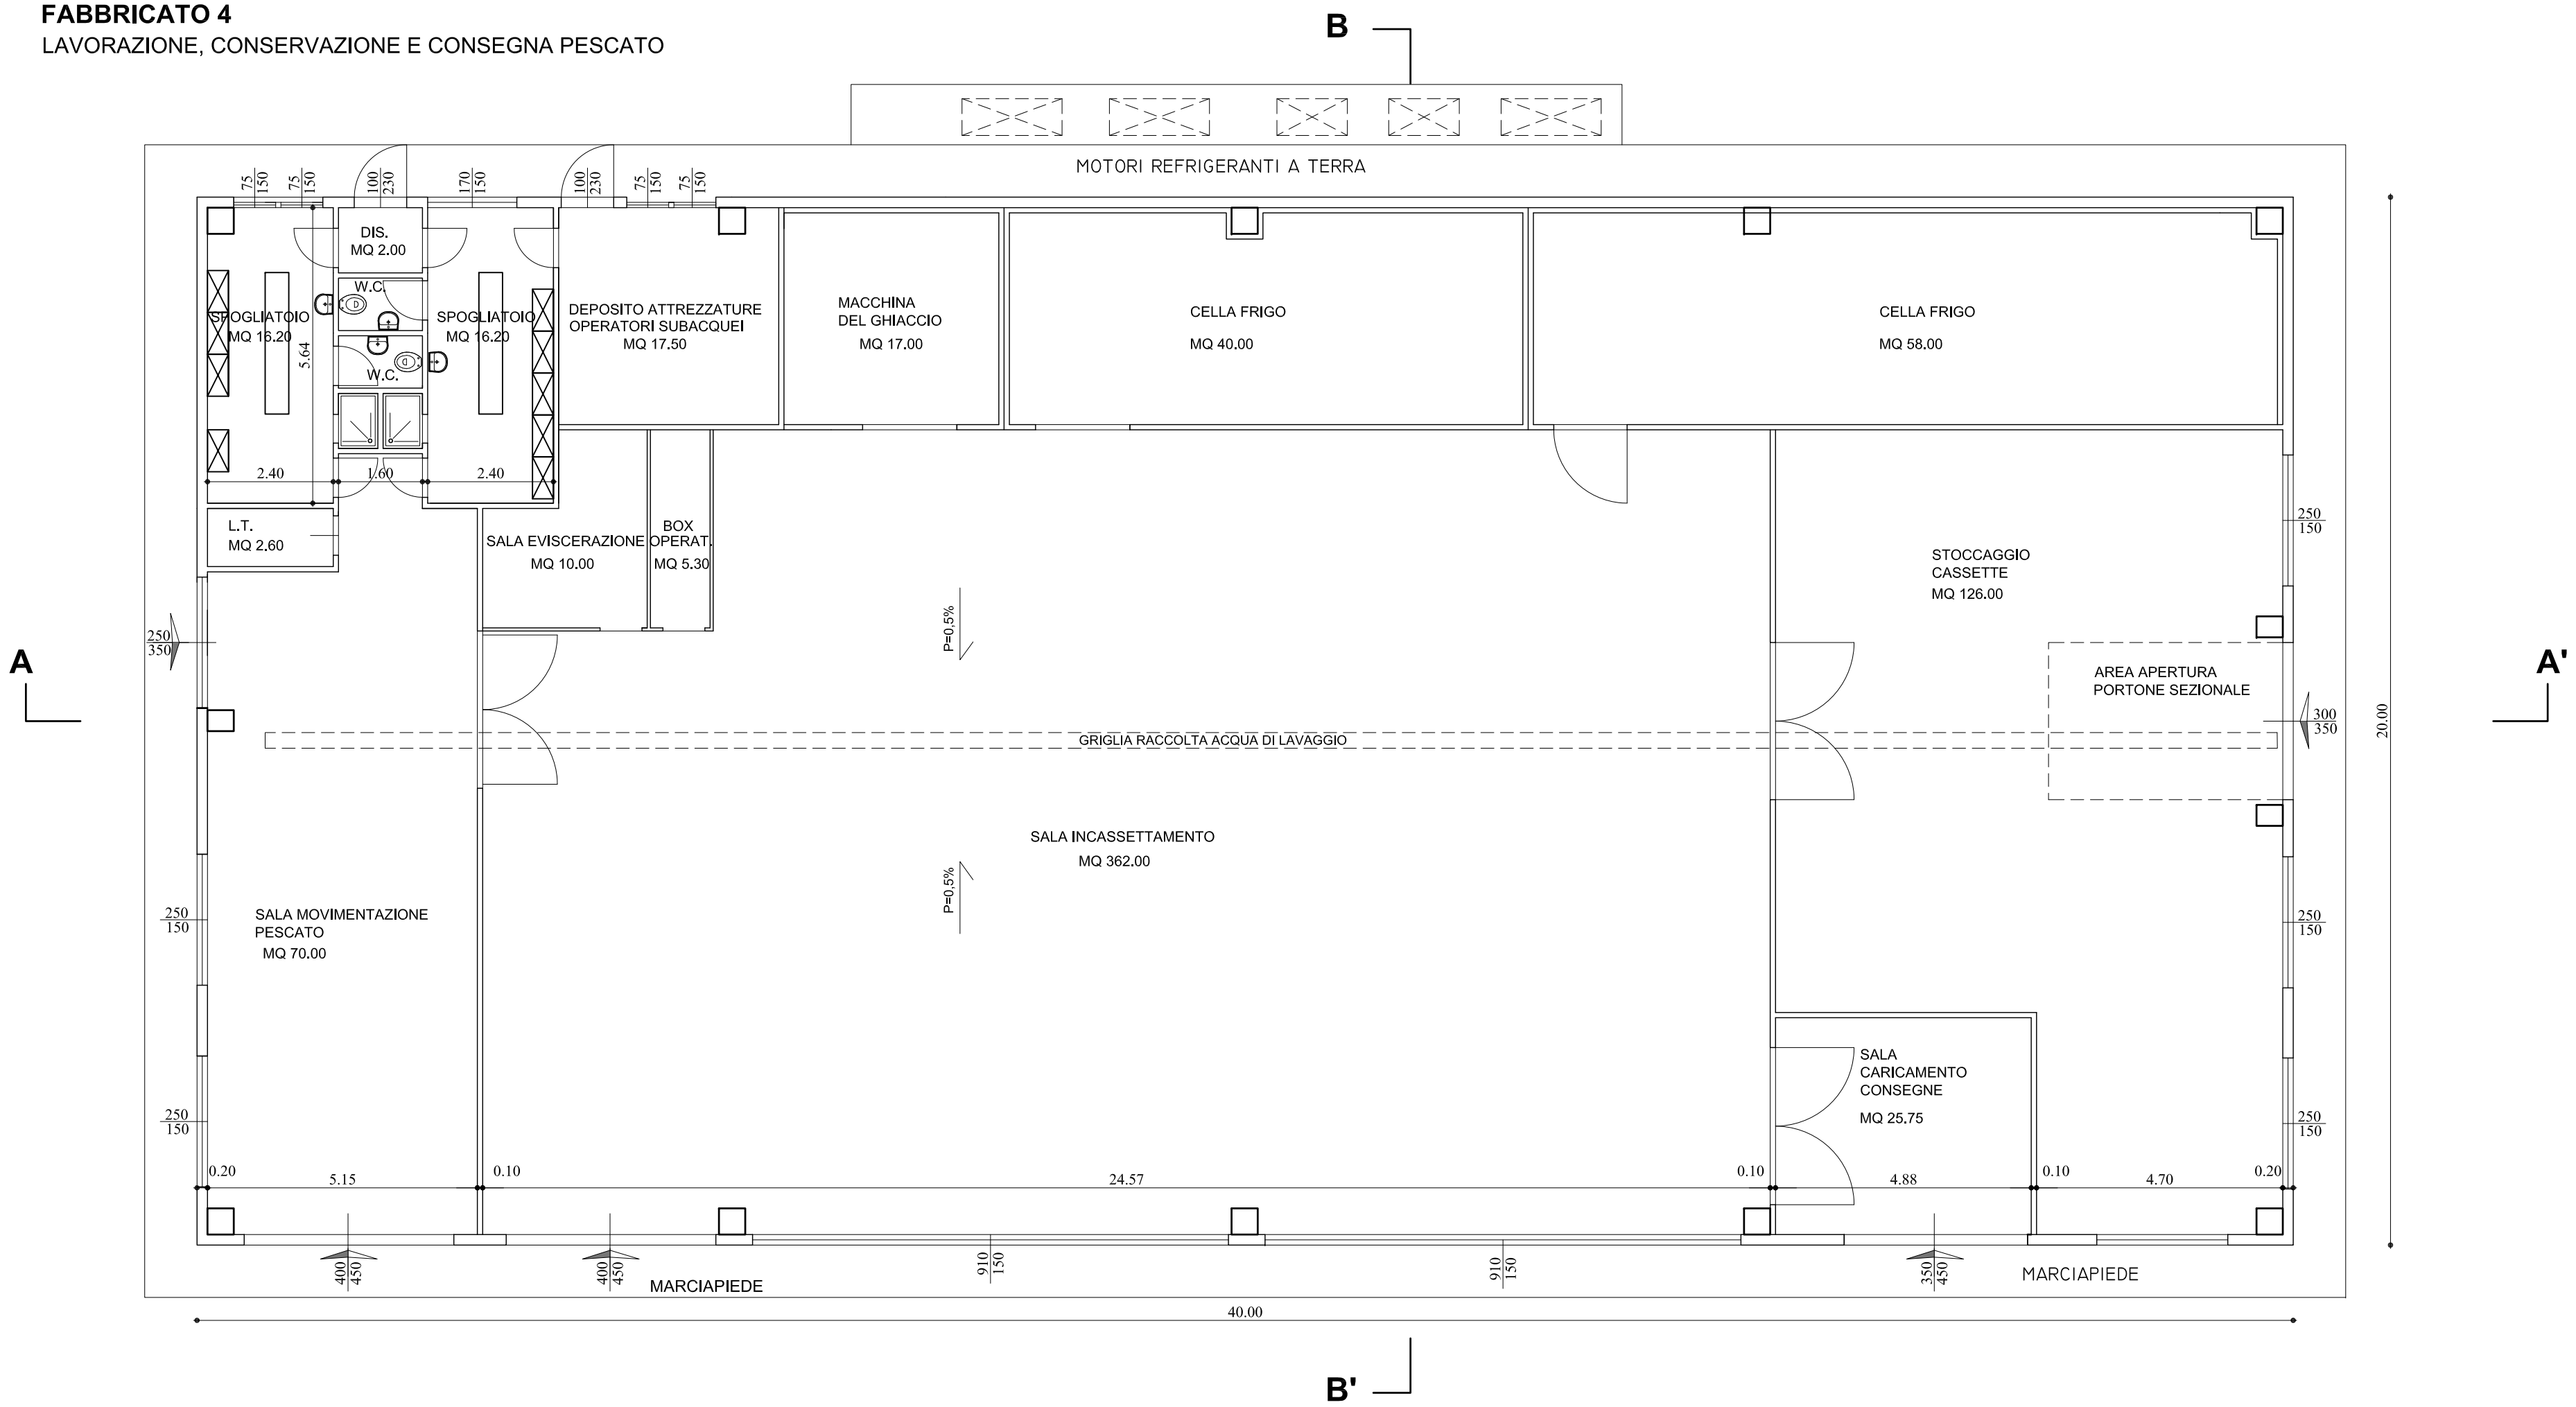 FABBRICATO 4
LAVORAZIONE, CONSERVAZIONE E CONSEGNA PESCATO
B
MOTORI REFRIGERANTI A TERRA
75
150
75
150
100
230
170
150
100
230
75
150
75
150
DIS.
MQ 2.00
W.C.
SPOGLIATOIO
MQ 16.20
5.64
SPOGLIATOIO
MQ 16.20
W.C.
DEPOSITO ATTREZZATURE
OPERATORI SUBACQUEI
MQ 17.50
MACCHINA
DEL GHIACCIO
MQ 17.00
CELLA FRIGO
MQ 40.00
CELLA FRIGO
MQ 58.00
2.40
1.60
2.40
L.T.
MQ 2.60
SALA EVISCERAZIONE
MQ 10.00
BOX
OPERAT.
MQ 5.30
250
150
STOCCAGGIO
CASSETTE
MQ 126.00
P=0,5%
250
350
A
A'
AREA APERTURA
PORTONE SEZIONALE
300
350
20.00
GRIGLIA RACCOLTA ACQUA DI LAVAGGIO
SALA INCASSETTAMENTO
MQ 362.00
P=0,5%
250
150
SALA MOVIMENTAZIONE
PESCATO
MQ 70.00
250
150
SALA
CARICAMENTO
CONSEGNE
MQ 25.75
250
150
250
150
0.20
5.15
0.10
24.57
0.10
4.88
0.10
4.70
0.20
400
450
400
450
910
150
910
150
350
450
MARCIAPIEDE
MARCIAPIEDE
40.00
B'